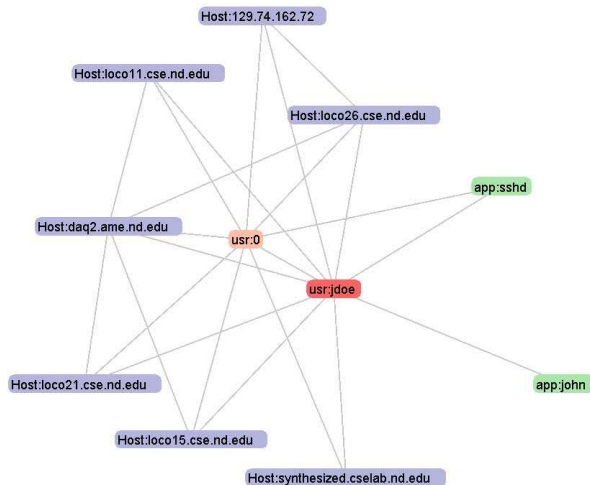 Host:129.74.162.72
Host:loco11.cse.nd.edu
Host:loco26.cse.nd.edu
app:sshd
Host:daq2.ame.nd.edu
usr:0
usr:jdoe
Host:loco21.cse.nd.edu
app:john
Host:loco15.cse.nd.edu
Host:synthesized.cselab.nd.edu